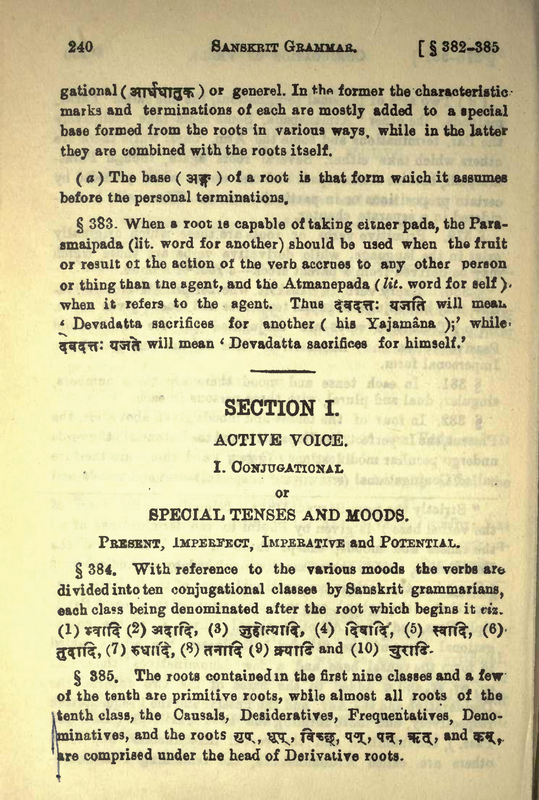 240 SANSKRIT GRAMMAR. [ § 382-385
gational ( आर्धधातुक ) or generel. In the former the characteristic
marks and terminations of each are mostly added to a special
base formed from the roots in various ways, while in the latter
they are combined with the roots itself.
( a ) The base ( अङ्ग ) of a root is that form which it assumes
before the personal terminations.
§ 383. When a root is capable of taking either pada, the Para-
smaipada (lit. word for another) should be used when the fruit
or result of the action of the verb accrues to any other person
or thing than the agent, and the Atmanepada ( lit. word for self ),
when it refers to the agent. Thus देवदत्तः यजति will mean
‘ Devadatta sacrifices for another ( his Yajamâna );’ while
देवदत्तः यजते will mean ‘ Devadatta sacrifices for himself.’
SECTION I.
ACTIVE VOICE.
I. CONJUGATIONAL
or
SPECIAL TENSES AND MOODS.
PRESENT, IMPERFECT, IMPERATIVE and POTENTIAL.
§ 384. With reference to the various moods the verbs are
divided into ten conjugational classes by Sanskrit grammarians,
each class being denominated after the root which begins it viz.
(1) भ्वादि (2) अदादि, (3) जुहोत्यादि, (4) दिवादि, (5) स्वादि, (6)
तुदादि, (7) रुधादि, (8) तनादि (9) क्र्यादि and (10) चुरादि.
§ 385. The roots contained in the first nine classes and a few
of the tenth are primitive roots, while almost all roots of the
tenth class, the Causals, Desideratives, Frequentatives, Deno-
minatives, and the roots गुप्, धूप्, विच्छ्, पण्, पन्, ऋत्, and कम्,
are comprised under the head of Derivative roots.